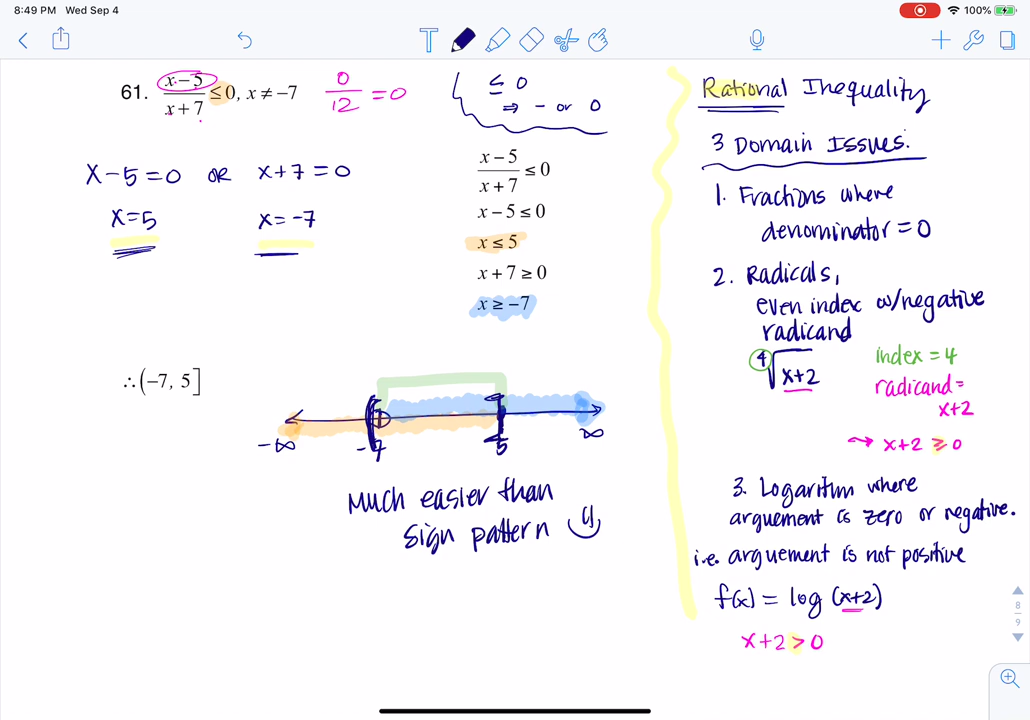 8:49 PM Wed Sep 4
100%
61. x − 5 / x + 7 ≤ 0, x ≠ −7
0 / 12 = 0
≤ 0
⇒ − or 0
x − 5 = 0 OR x + 7 = 0
x = 5 x = −7
x − 5 / x + 7 ≤ 0
x − 5 ≤ 0
x ≤ 5
x + 7 ≥ 0
x ≥ −7
∴ (−7, 5]
−∞ −7 5 ∞
Much easier than
sign pattern
Rational Inequality
3 Domain Issues:
1. Fractions where
denominator = 0
2. Radicals,
even index w/negative
radicand
4√x+2
index = 4
radicand =
x+2
⇝ x+2 ≥ 0
3. Logaritm where
arguement is zero or negative.
i.e. arguement is not positive
f(x) = log (x+2)
x+2 > 0
8
9